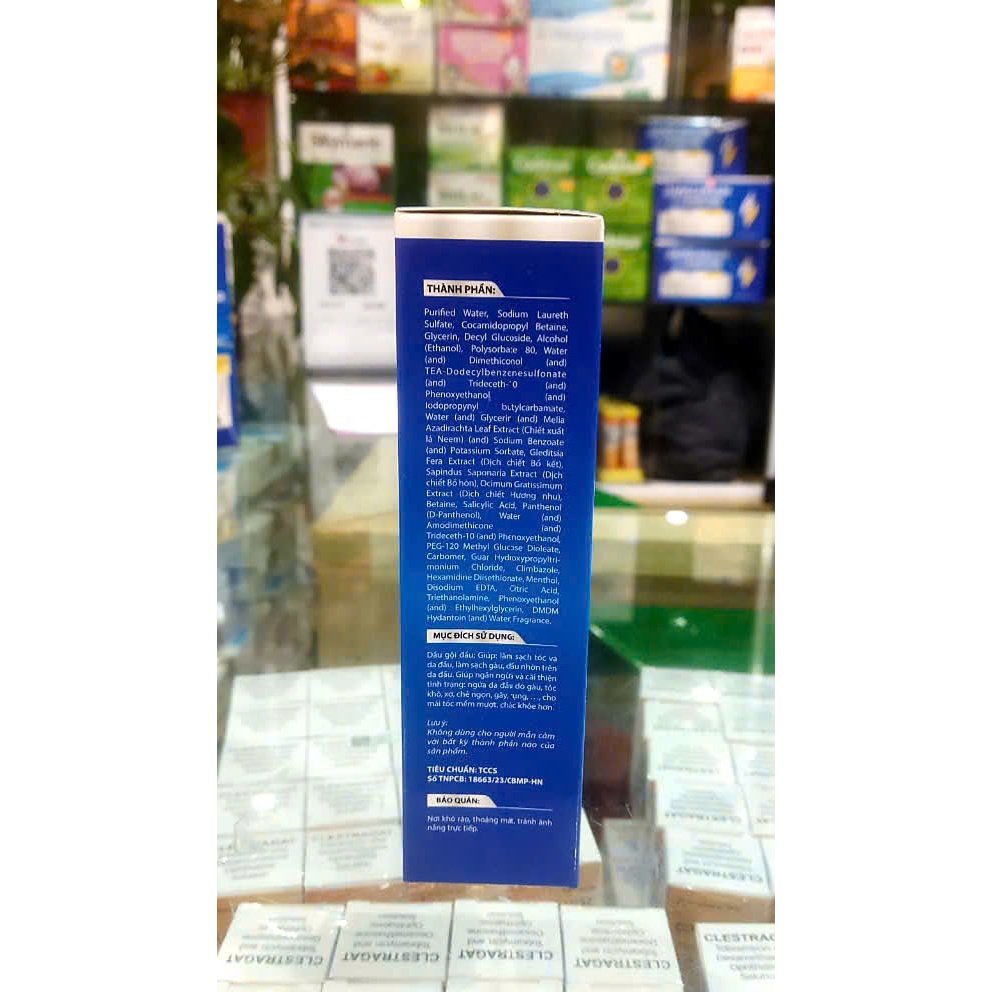 THÀNH PHẦN:
Purified Water, Sodium Laureth
Sulfate, Cocamidopropyl Betaine,
Glycerin, Decyl Glucoside, Alcohol
(Ethanol), Polysorbate 80, Water
(and) Dimethiconol (and)
TEA-Dodecylbenzenesulfonate
(and) Trideceth-10 (and)
Phenoxyethanol (and)
Iodopropynyl butylcarbamate,
Water (and) Glycerin (and) Melia
Azadirachta Leaf Extract (Chiết xuất
lá Neem) (and) Sodium Benzoate
(and) Potassium Sorbate, Gleditsia
Fera Extract (Dịch chiết Bồ kết),
Sapindus Saponaria Extract (Dịch
chiết Bồ hòn), Ocimum Gratissimum
Extract (Dịch chiết Hương nhu),
Betaine, Salicylic Acid, Panthenol
(D-Panthenol), Water (and)
Amodimethicone (and)
Trideceth-10 (and) Phenoxyethanol,
PEG-120 Methyl Glucose Dioleate,
Carbomer, Guar Hydroxypropyltri-
monium Chloride, Climbazole,
Hexamidine Diisethionate, Menthol,
Disodium EDTA, Citric Acid,
Triethanolamine, Phenoxyethanol
(and) Ethylhexylglycerin, DMDM
Hydantoin (and) Water Fragrance.
MỤC ĐÍCH SỬ DỤNG:
Dầu gội đầu; Giúp: làm sạch tóc và
da đầu, làm sạch gàu, dầu nhờn trên
da đầu. Giúp ngăn ngừa và cải thiện
tình trạng: ngứa da đầu do gàu, tóc
khô, xơ, chẻ ngọn, gãy, rụng, ..., cho
mái tóc mềm mượt, chắc khỏe hơn.
Lưu ý:
Không dùng cho người mẫn cảm
với bất kỳ thành phần nào của
sản phẩm.
TIÊU CHUẨN: TCCS
Số TNPCB: 18663/23/CBMP-HN
BẢO QUẢN:
Nơi khô ráo, thoáng mát, tránh ánh
nắng trực tiếp.
CLESTRAGAT
Tobramycin and
Dexamethasone
Ophthalmic
Solution